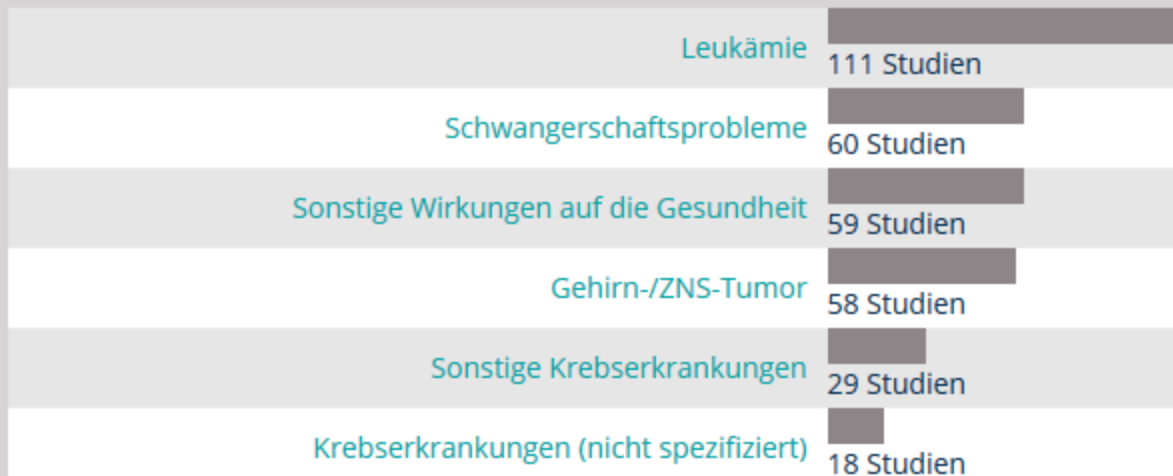 Leukämie
111 Studien
Schwangerschaftsprobleme
60 Studien
Sonstige Wirkungen auf die Gesundheit
59 Studien
Gehirn-/ZNS-Tumor
58 Studien
Sonstige Krebserkrankungen
29 Studien
Krebserkrankungen (nicht spezifiziert)
18 Studien